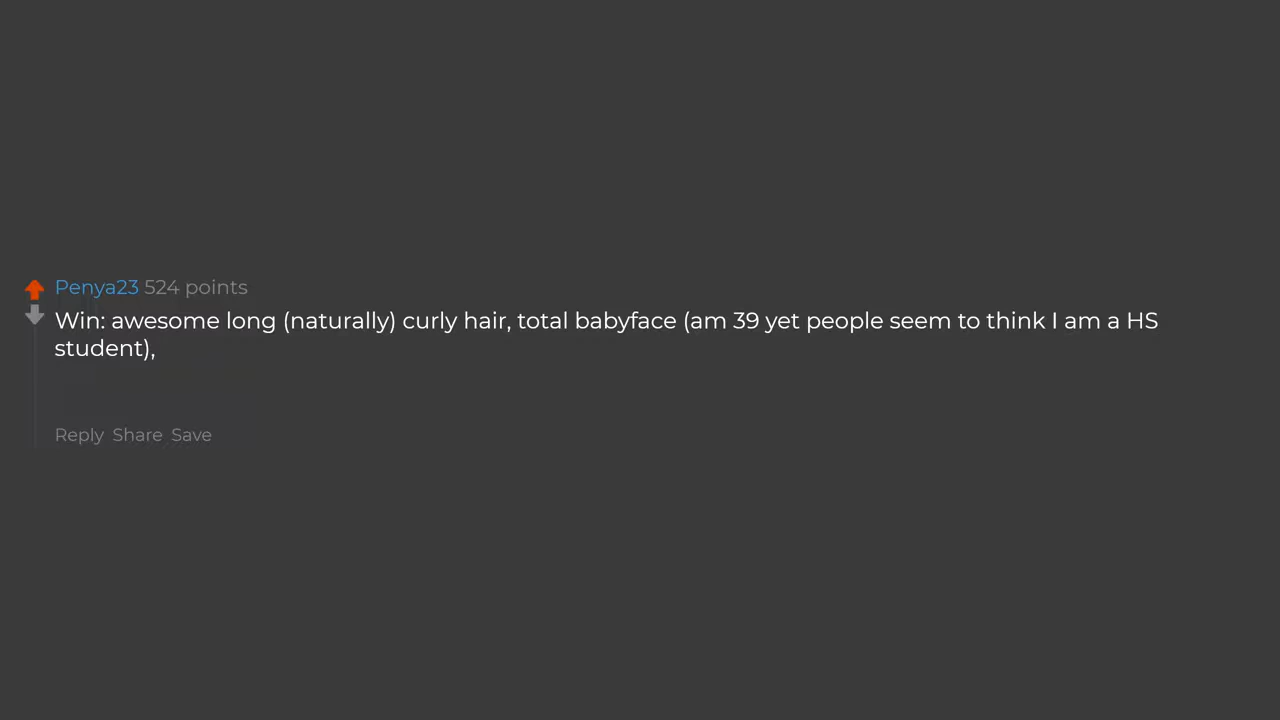 Penya23 524 points
Win: awesome long (naturally) curly hair, total babyface (am 39 yet people seem to think I am a HS
student),
Reply Share Save